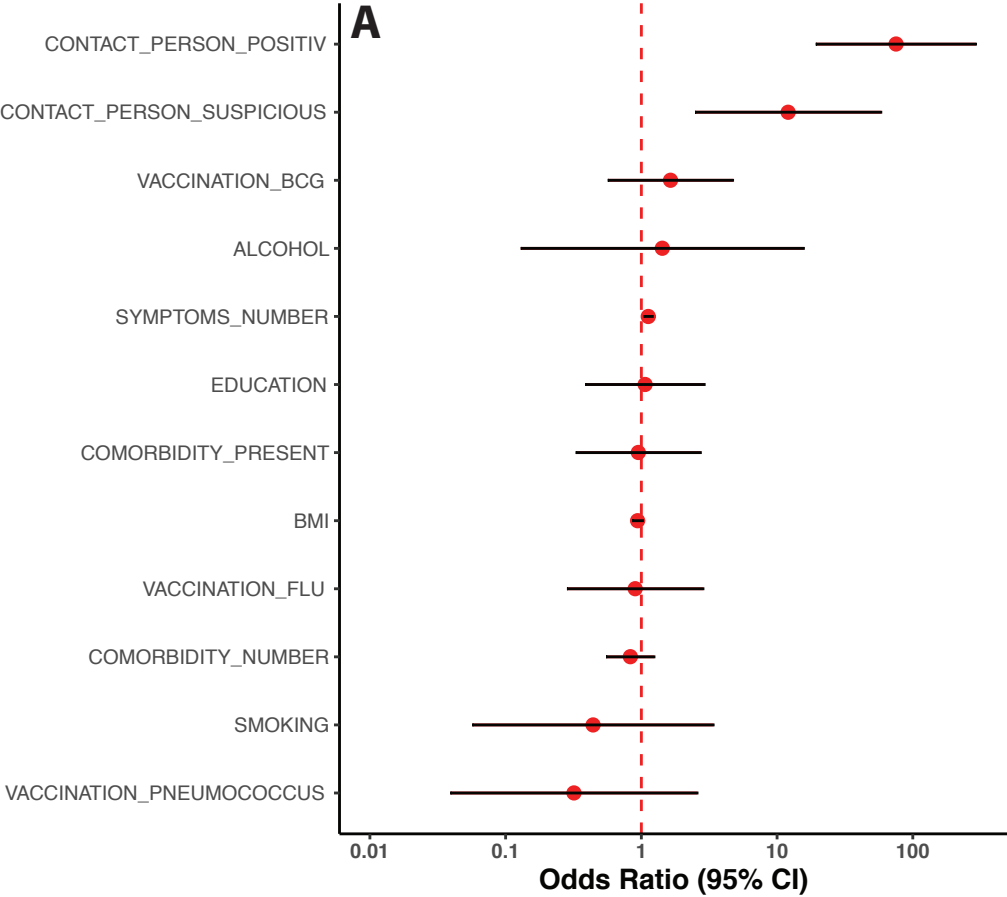 A
CONTACT_PERSON_POSITIV
CONTACT_PERSON_SUSPICIOUS
VACCINATION_BCG
ALCOHOL
SYMPTOMS_NUMBER
EDUCATION
COMORBIDITY_PRESENT
BMI
VACCINATION_FLU
COMORBIDITY_NUMBER
SMOKING
VACCINATION_PNEUMOCOCCUS
0.01 0.1 1 10 100
Odds Ratio (95% CI)